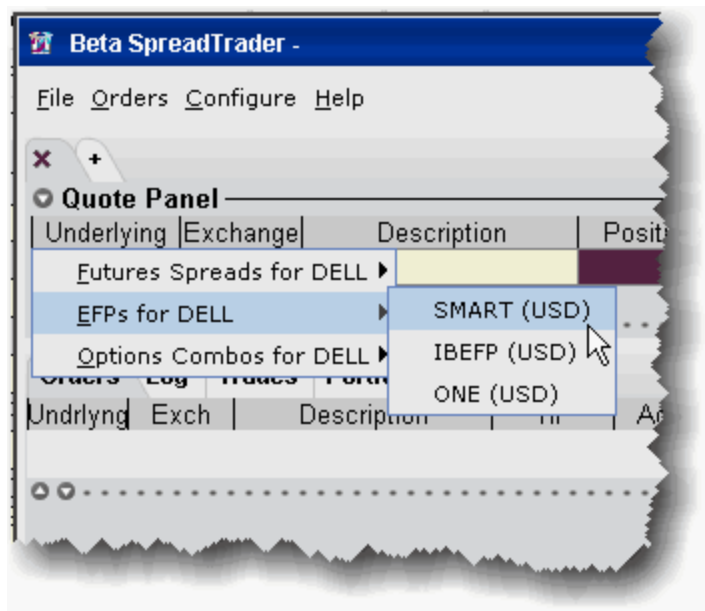 Beta SpreadTrader -
File Orders Configure Help
+
Quote Panel
Underlying Exchange Description
Futures Spreads for DELL
EFPs for DELL
SMART (USD)
Options Combos for DELL
IBEFP (USD)
ONE (USD)
Orders Log Trades
Undrlyng Exch Description